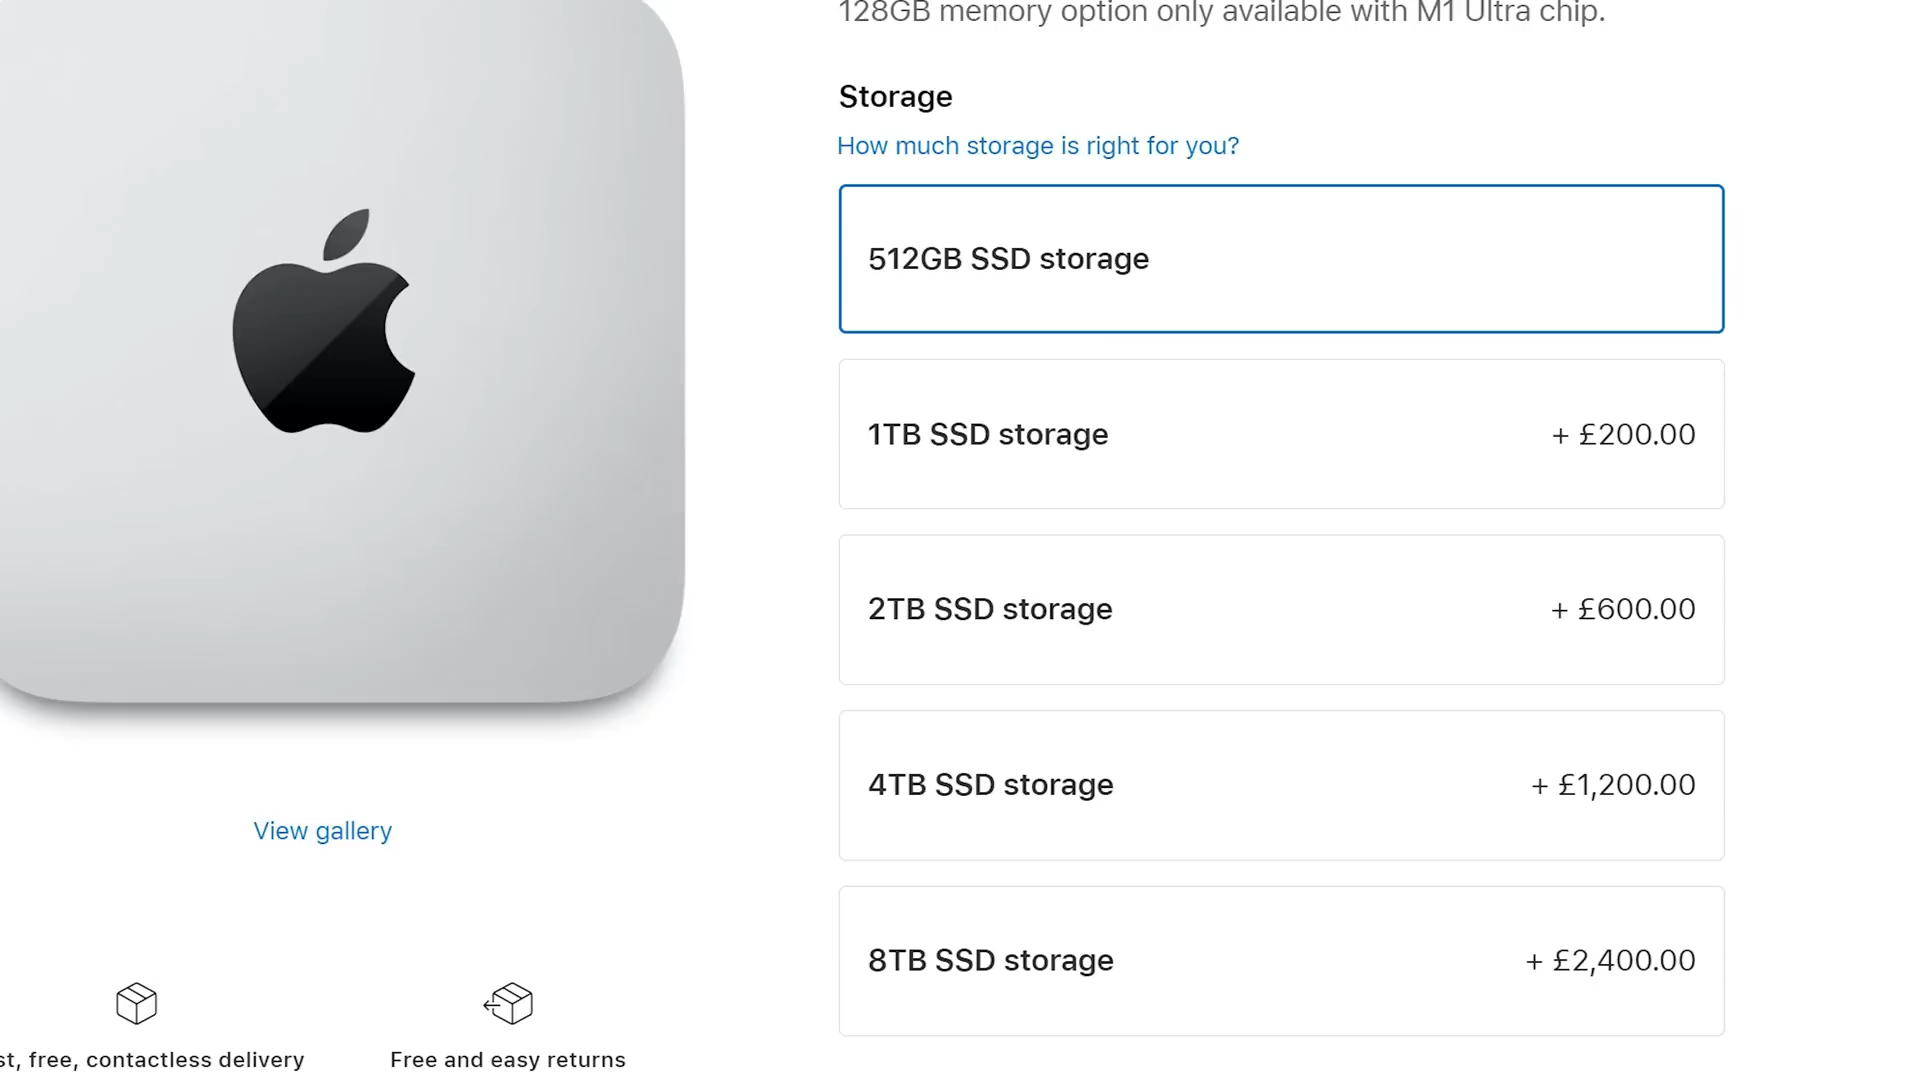 128GB memory option only available with M1 Ultra chip.
Storage
How much storage is right for you?
512GB SSD storage
1TB SSD storage + £200.00
2TB SSD storage + £600.00
4TB SSD storage + £1,200.00
8TB SSD storage + £2,400.00
View gallery
st, free, contactless delivery
Free and easy returns